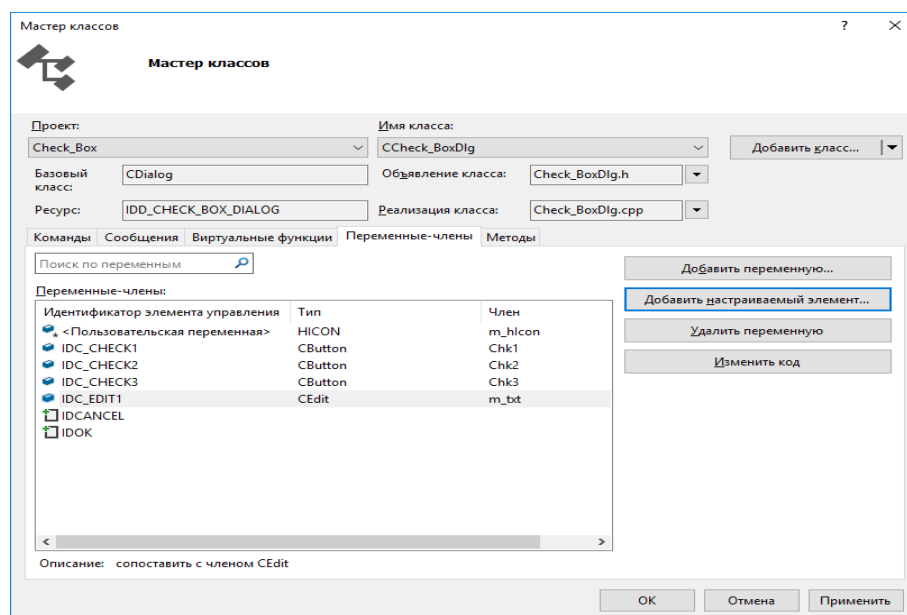 Мастер классов
?
Мастер классов
Проект:
Имя класса:
Check_Box
CCheck_BoxDlg
Добавить класс...
Базовый класс:
CDialog
Объявление класса:
Check_BoxDlg.h
Ресурс:
IDD_CHECK_BOX_DIALOG
Реализация класса:
Check_BoxDlg.cpp
Команды Сообщения Виртуальные функции Переменные-члены Методы
Поиск по переменным
Добавить переменную...
Переменные-члены:
Добавить настраиваемый элемент...
Удалить переменную
Изменить код
Идентификатор элемента управления Тип Член
<Пользовательская переменная> HICON m_hIcon
IDC_CHECK1 CButton Chk1
IDC_CHECK2 CButton Chk2
IDC_CHECK3 CButton Chk3
IDC_EDIT1 CEdit m_txt
IDCANCEL
IDOK
Описание: сопоставить с членом CEdit
OK Отмена Применить